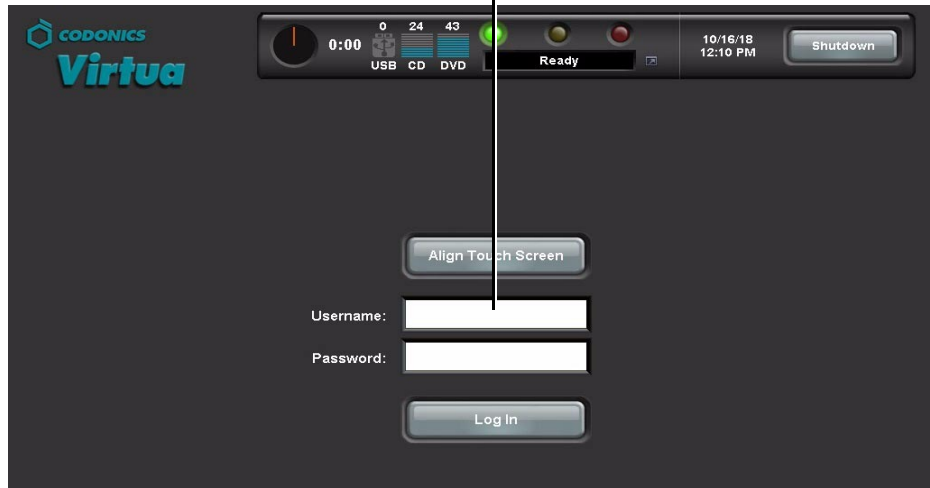 CODONICS
Virtua
0:00
0 24 43
USB CD DVD
Ready
10/16/18
12:10 PM
Shutdown
Align Touch Screen
Username:
Password:
Log In